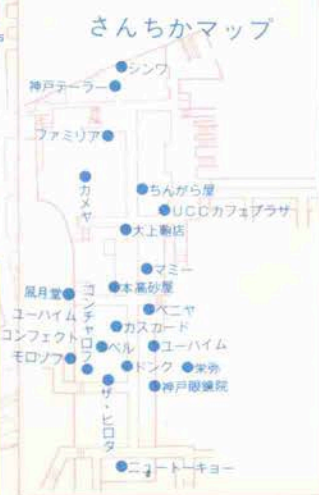 さんちかマップ
シンワ
神戸テーラー
ファミリア
カメヤ
ちんがら屋
UCCカフェプラザ
大上鞄店
マミー
風月堂
本高砂屋
ベニヤ
ユーハイム
コンフェクト
コンチャロフ
カスカード
ベル
ユーハイム
モロゾフ
ドンク
栄弥
ザ・ヒロタ
神戸眼鏡院
ニュートーキョー